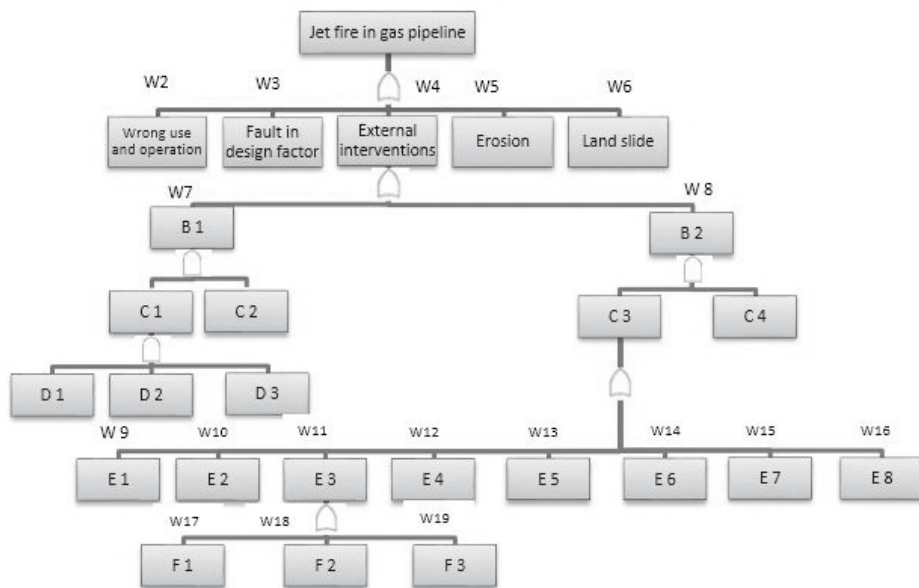 Jet fire in gas pipeline
W2 W3 W4 W5 W6
Wrong use
and operation
Fault in
design factor
External
interventions
Erosion
Land slide
W7 W 8
B 1 B 2
C 1 C 2 C 3 C 4
D 1 D 2 D 3
W 9 W10 W11 W12 W13 W14 W15 W16
E 1 E 2 E 3 E 4 E 5 E 6 E 7 E 8
W17 W18 W19
F 1 F 2 F 3